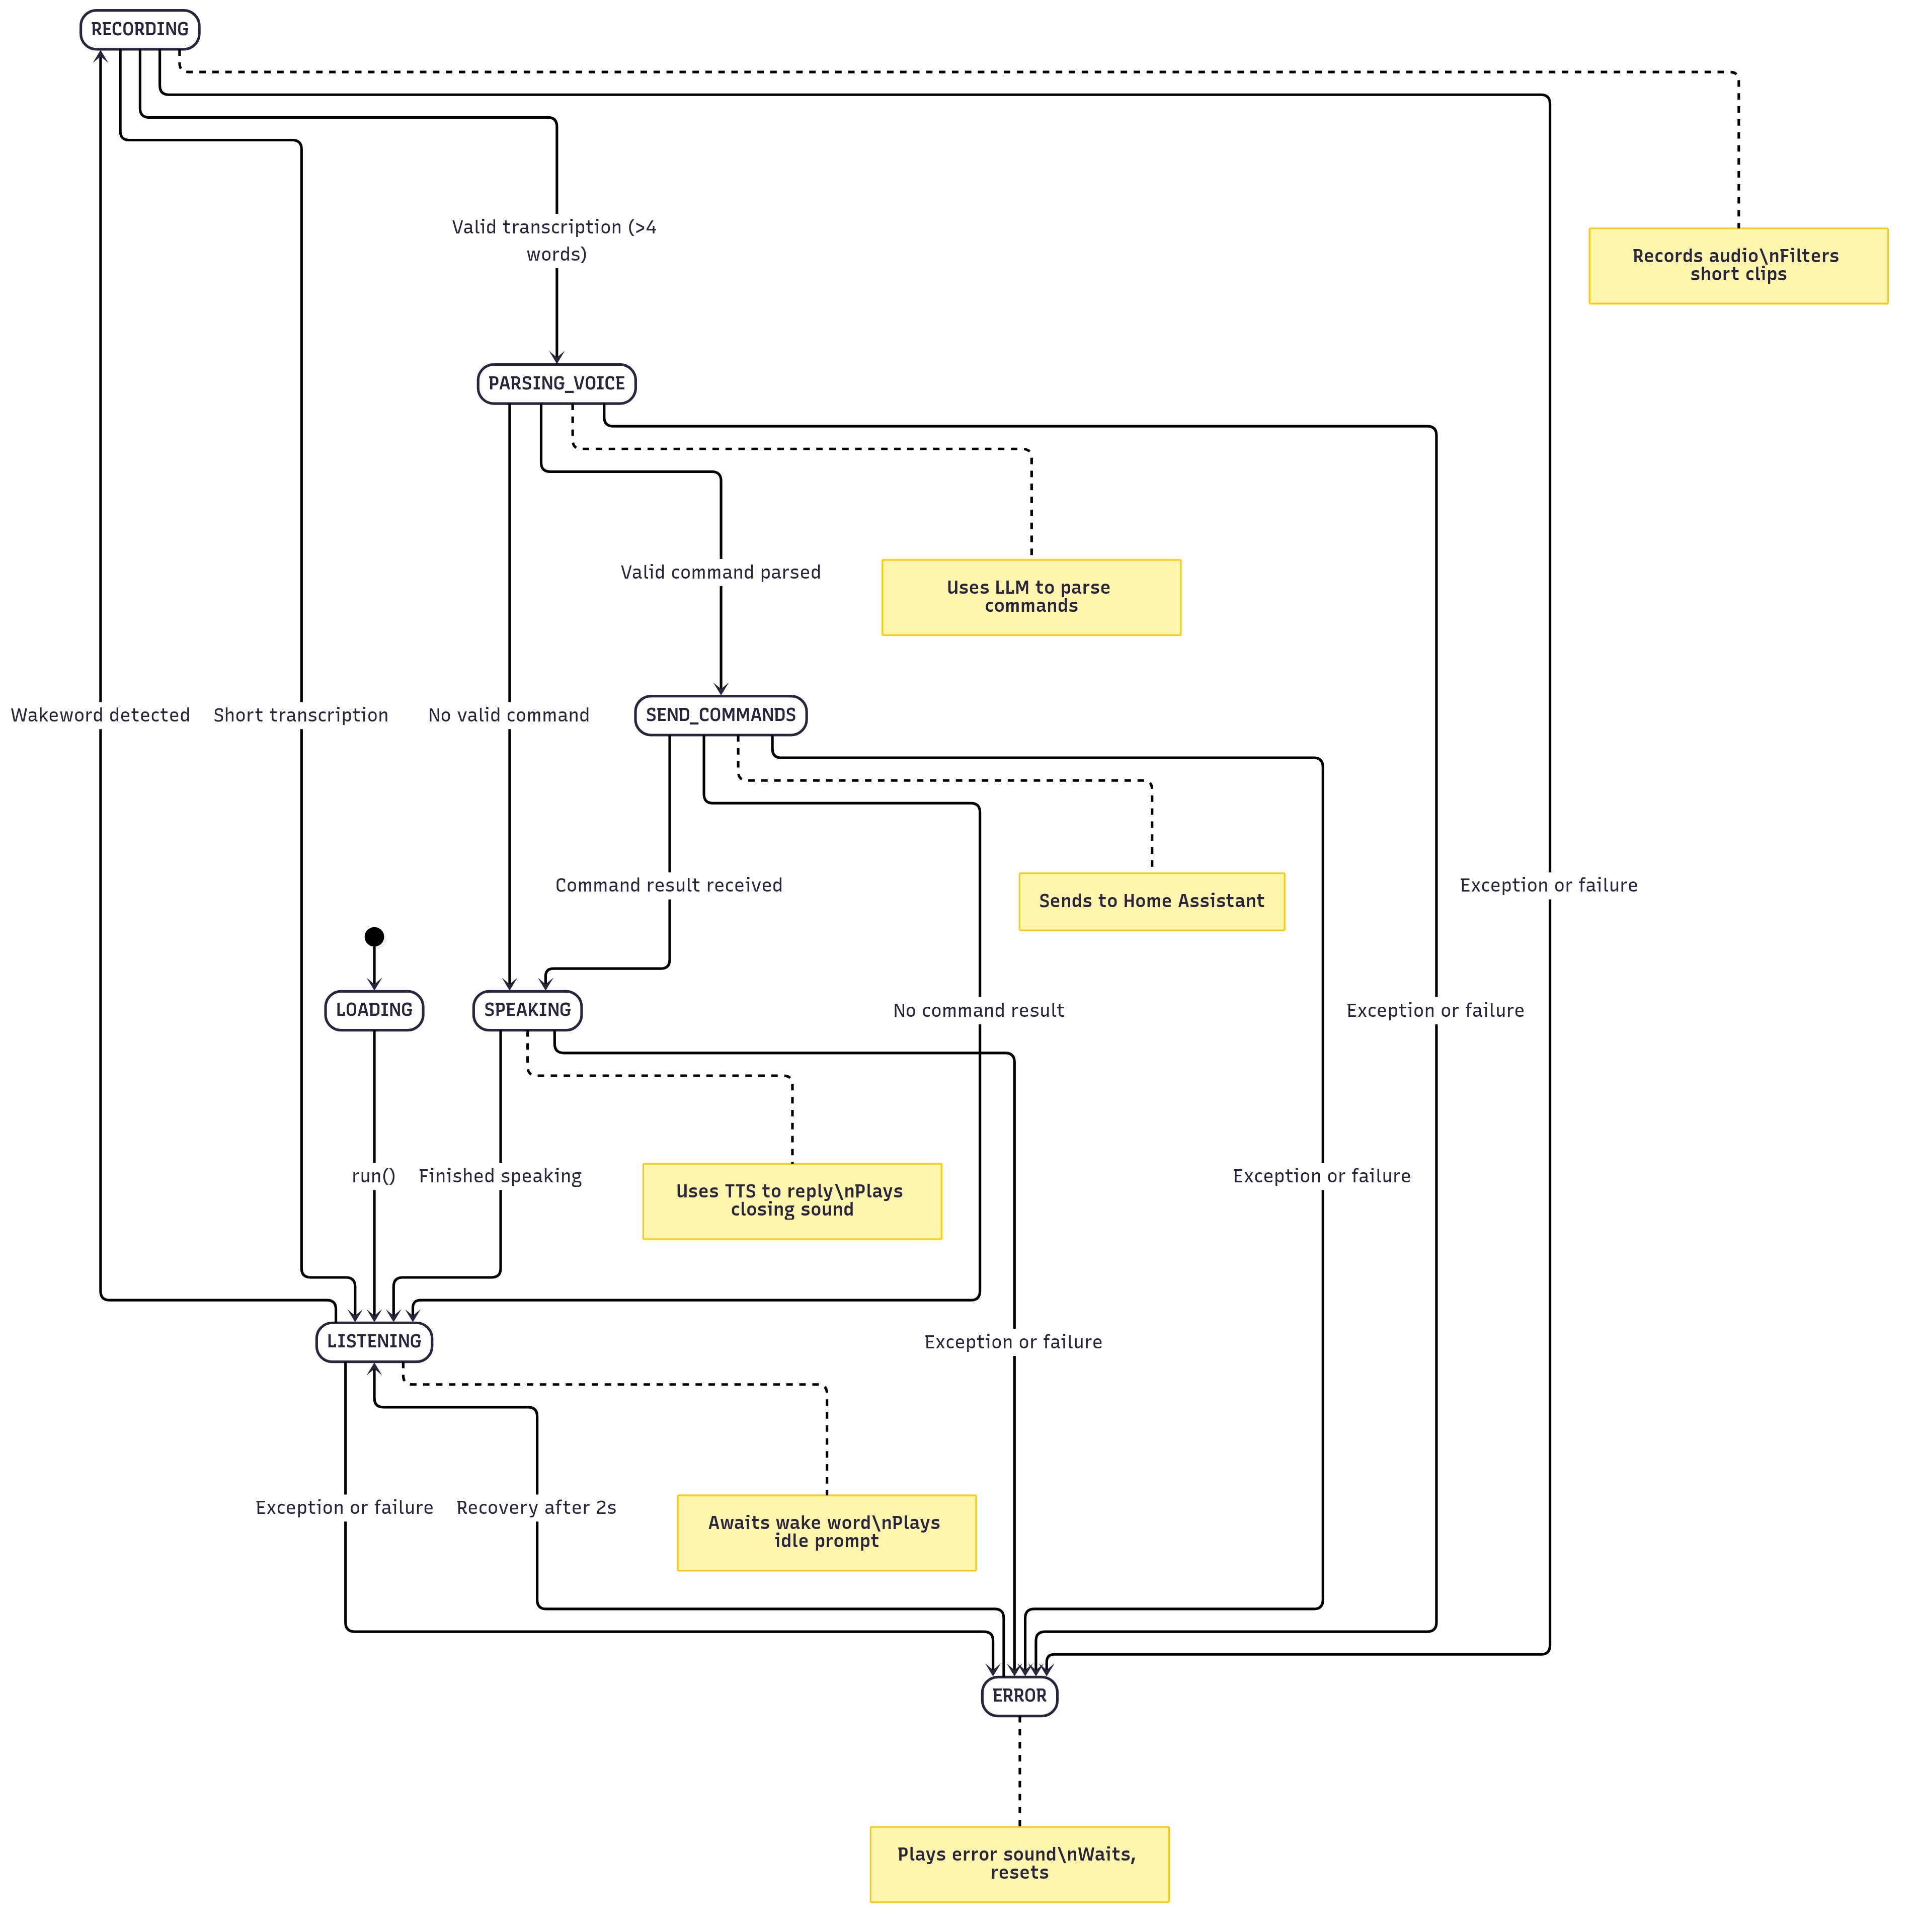 RECORDING
Valid transcription (>4
words)
Records audio\nFilters
short clips
PARSING_VOICE
Valid command parsed
Uses LLM to parse
commands
Wakeword detected
Short transcription
No valid command
SEND_COMMANDS
Command result received
Sends to Home Assistant
Exception or failure
LOADING
SPEAKING
No command result
Exception or failure
run()
Finished speaking
Uses TTS to reply\nPlays
closing sound
Exception or failure
LISTENING
Exception or failure
Exception or failure
Recovery after 2s
Awaits wake word\nPlays
idle prompt
ERROR
Plays error sound\nWaits,
resets